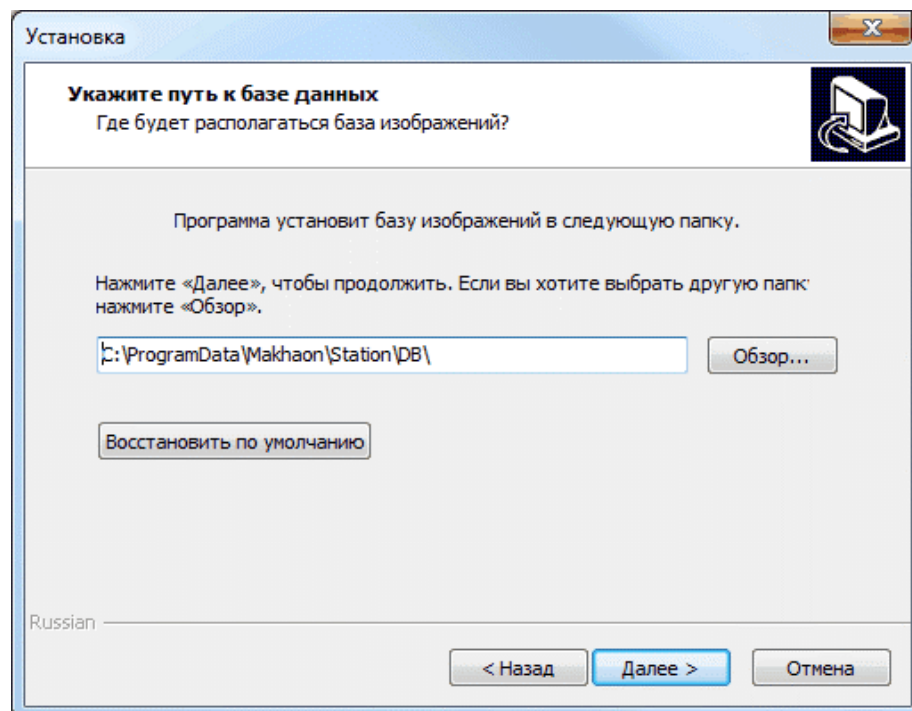 Установка
Укажите путь к базе данных
Где будет располагаться база изображений?
Программа установит базу изображений в следующую папку.
Нажмите «Далее», чтобы продолжить. Если вы хотите выбрать другую папк
нажмите «Обзор».
C:\ProgramData\Makhaon\Station\DB\
Обзор...
Восстановить по умолчанию
Russian
< Назад
Далее >
Отмена